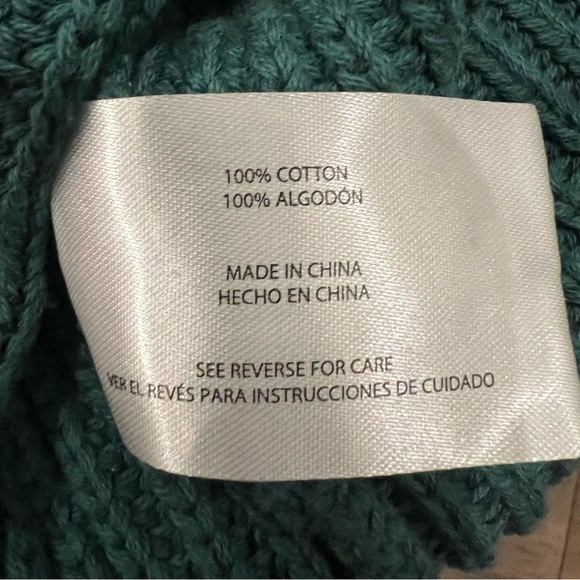 100% COTTON
100% ALGODÓN
MADE IN CHINA
HECHO EN CHINA
SEE REVERSE FOR CARE
VER EL REVÉS PARA INSTRUCCIONES DE CUIDADO